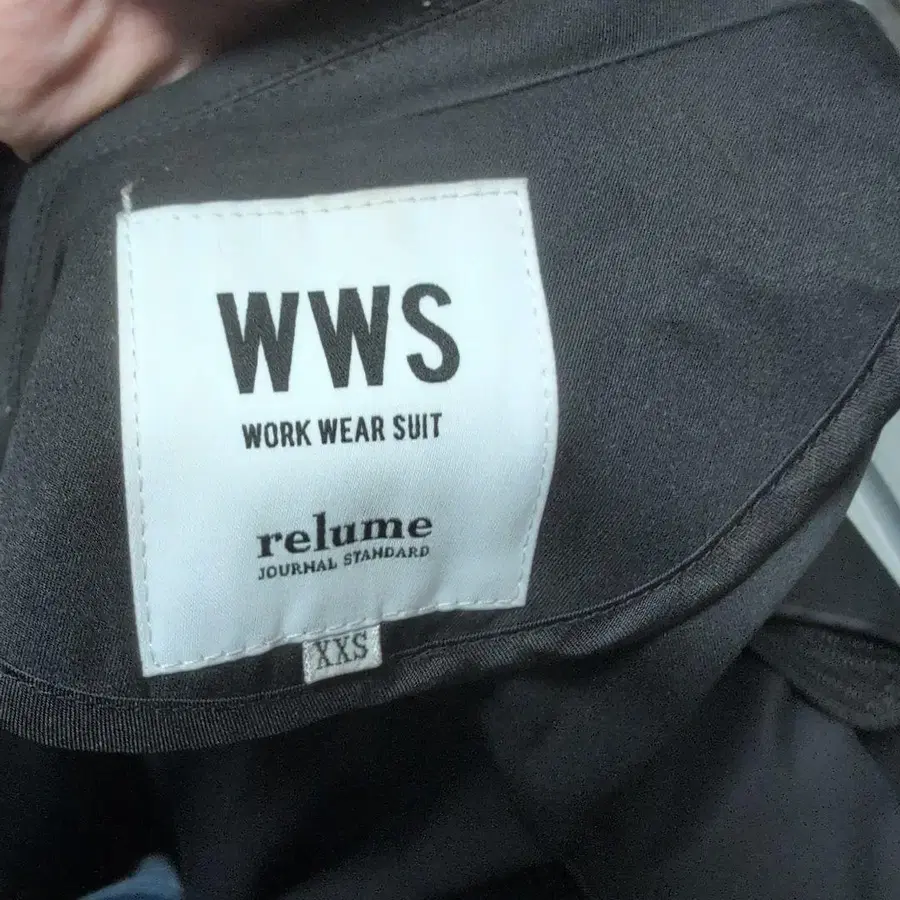 WWS
WORK WEAR SUIT
relume
JOURNAL STANDARD
XXS